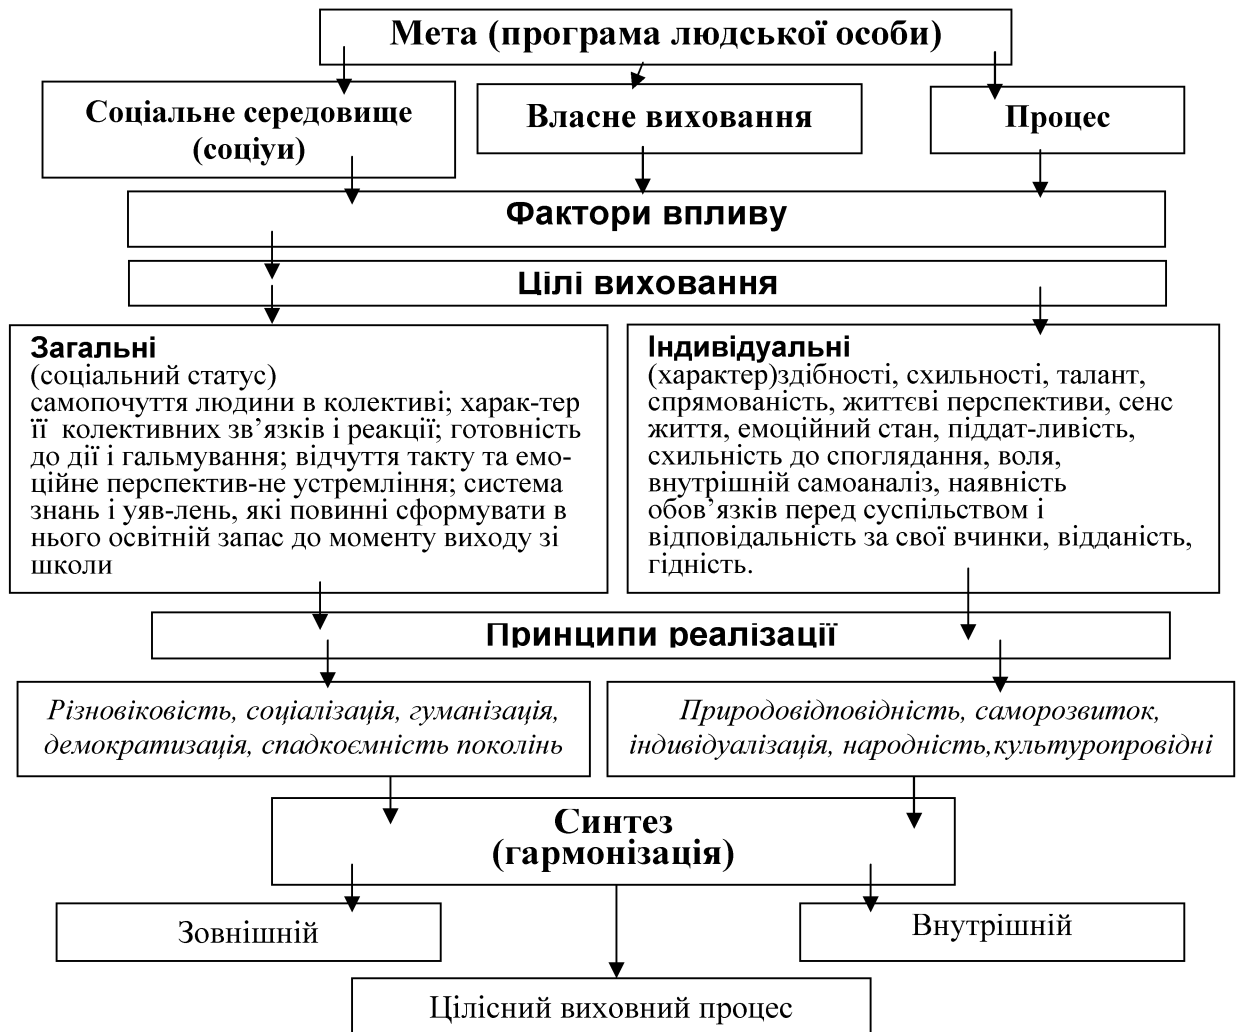 Мета (програма людської особи)
Соціальне середовище
(соціуи)
Власне виховання
Процес
Фактори впливу
Цілі виховання
Загальні
(соціальний статус)
самопочуття людини в колективі; харак-тер
її колективних зв’язків і реакції; готовність
до дії і гальмування; відчуття такту та емо-
ційне перспектив-не устремління; система
знань і уяв-лень, які повинні сформувати в
нього освітній запас до моменту виходу зі
школи
Індивідуальні
(характер)здібності, схильності, талант,
спрямованість, життєві перспективи, сенс
життя, емоційний стан, піддат-ливість,
схильність до споглядання, воля,
внутрішній самоаналіз, наявність
обов’язків перед суспільством і
відповідальність за свої вчинки, відданість,
гідність.
Принципи реалізації
Різновіковість, соціалізація, гуманізація,
демократизація, спадкоємність поколінь
Природовідповідність, саморозвиток,
індивідуалізація, народність,культуропровідні
Синтез
(гармонізація)
Зовнішній
Внутрішній
Цілісний виховний процес